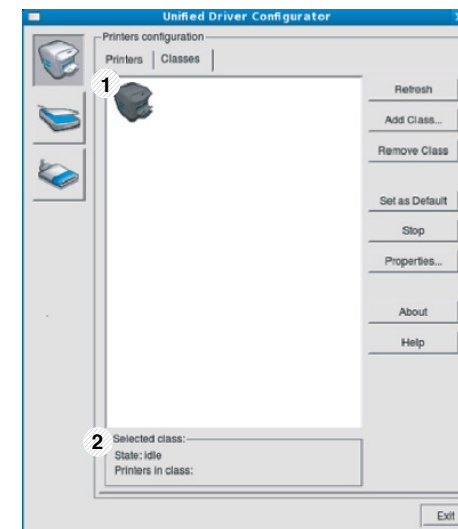 Unified Driver Configurator
Printers configuration
Printers
Classes
1
Refresh
Add Class...
Remove Class
Set as Default
Stop
Properties...
About
Help
2
Selected class:
State: idle
Printers in class:
Exit